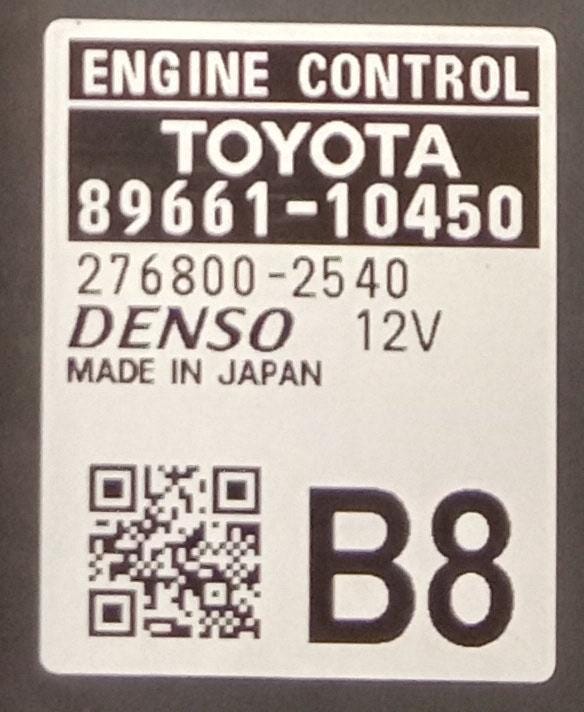 ENGINE CONTROL
TOYOTA
89661-10450
276800-2540
DENSO 12V
MADE IN JAPAN
B8